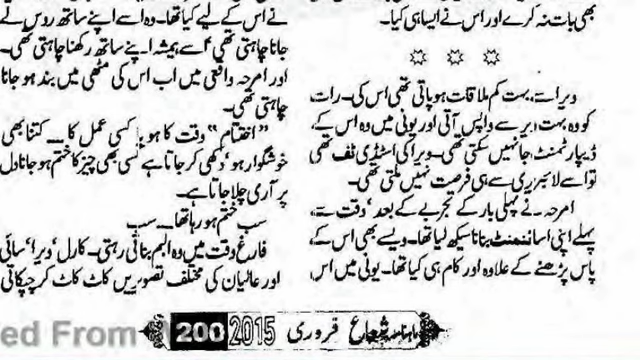 بھی بات نہ کرے اور اس نے ایسا ہی کیا۔
ویرا سے بہت کم ملاقات ہو پاتی تھی اس کی۔ رات
کو وہ بہت دیر سے واپس آتی اور یونی میں وہ اس کے
ڈیپارٹمنٹ جا نہیں سکتی تھی۔ ویرا کی اسٹڈی ٹف تھی
تو اسے لائبریری سے ہی فرصت نہیں ملتی تھی۔
امرحہ نے پہلی بار کے تجربے کے بعد، وقت سے
پہلے اپنی اسائنمنٹ بنانا سیکھ لیا تھا۔ ویسے بھی اس کے
پاس پڑھنے کے علاوہ اور کام ہی کیا تھا۔ یونی میں اس
نے اس کے لیے کیا تھا۔ وہ اسے اپنے ساتھ روس لے
جانا چاہتی تھی، اسے ہمیشہ اپنے ساتھ رکھنا چاہتی تھی۔
اور امرحہ واقعی میں اب اس کی مٹھی میں بند ہو جانا
چاہتی تھی۔
”اختتام“ وقت کا ہو یا کسی عمل کا ــــ کتنا بھی
خوشگوار ہو، دکھی کر جاتا ہے کسی بھی چیز کا ختم ہو جانا دل
پر آری چلا جاتا ہے۔
سب ختم ہو رہا تھا ــــ سب
فارغ وقت میں وہ البم بناتی رہتی۔ کارل، ویرا، سائی
اور عالیان کی مختلف تصویریں کاٹ کاٹ کر چپکاتی
ماہنامہ شعاع فروری 2015 200
ed From